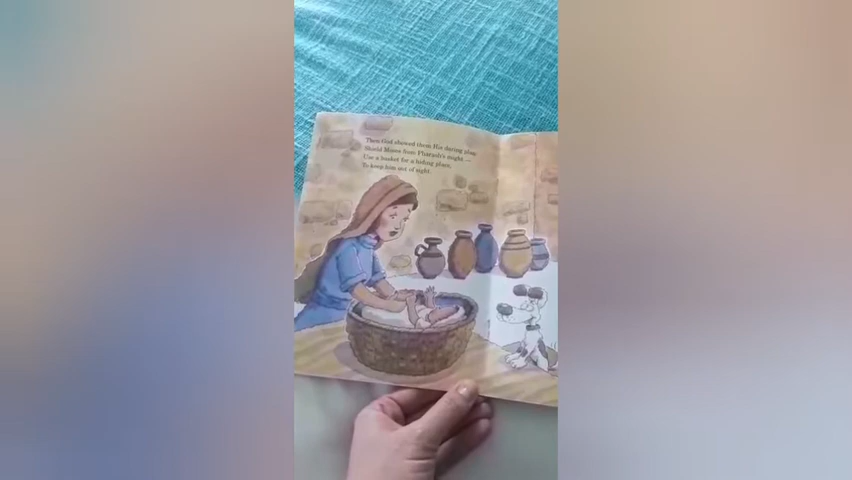 Then God showed them His daring plan
Shield Moses from Pharaoh's might —
Use a basket for a hiding place,
To keep him out of sight.